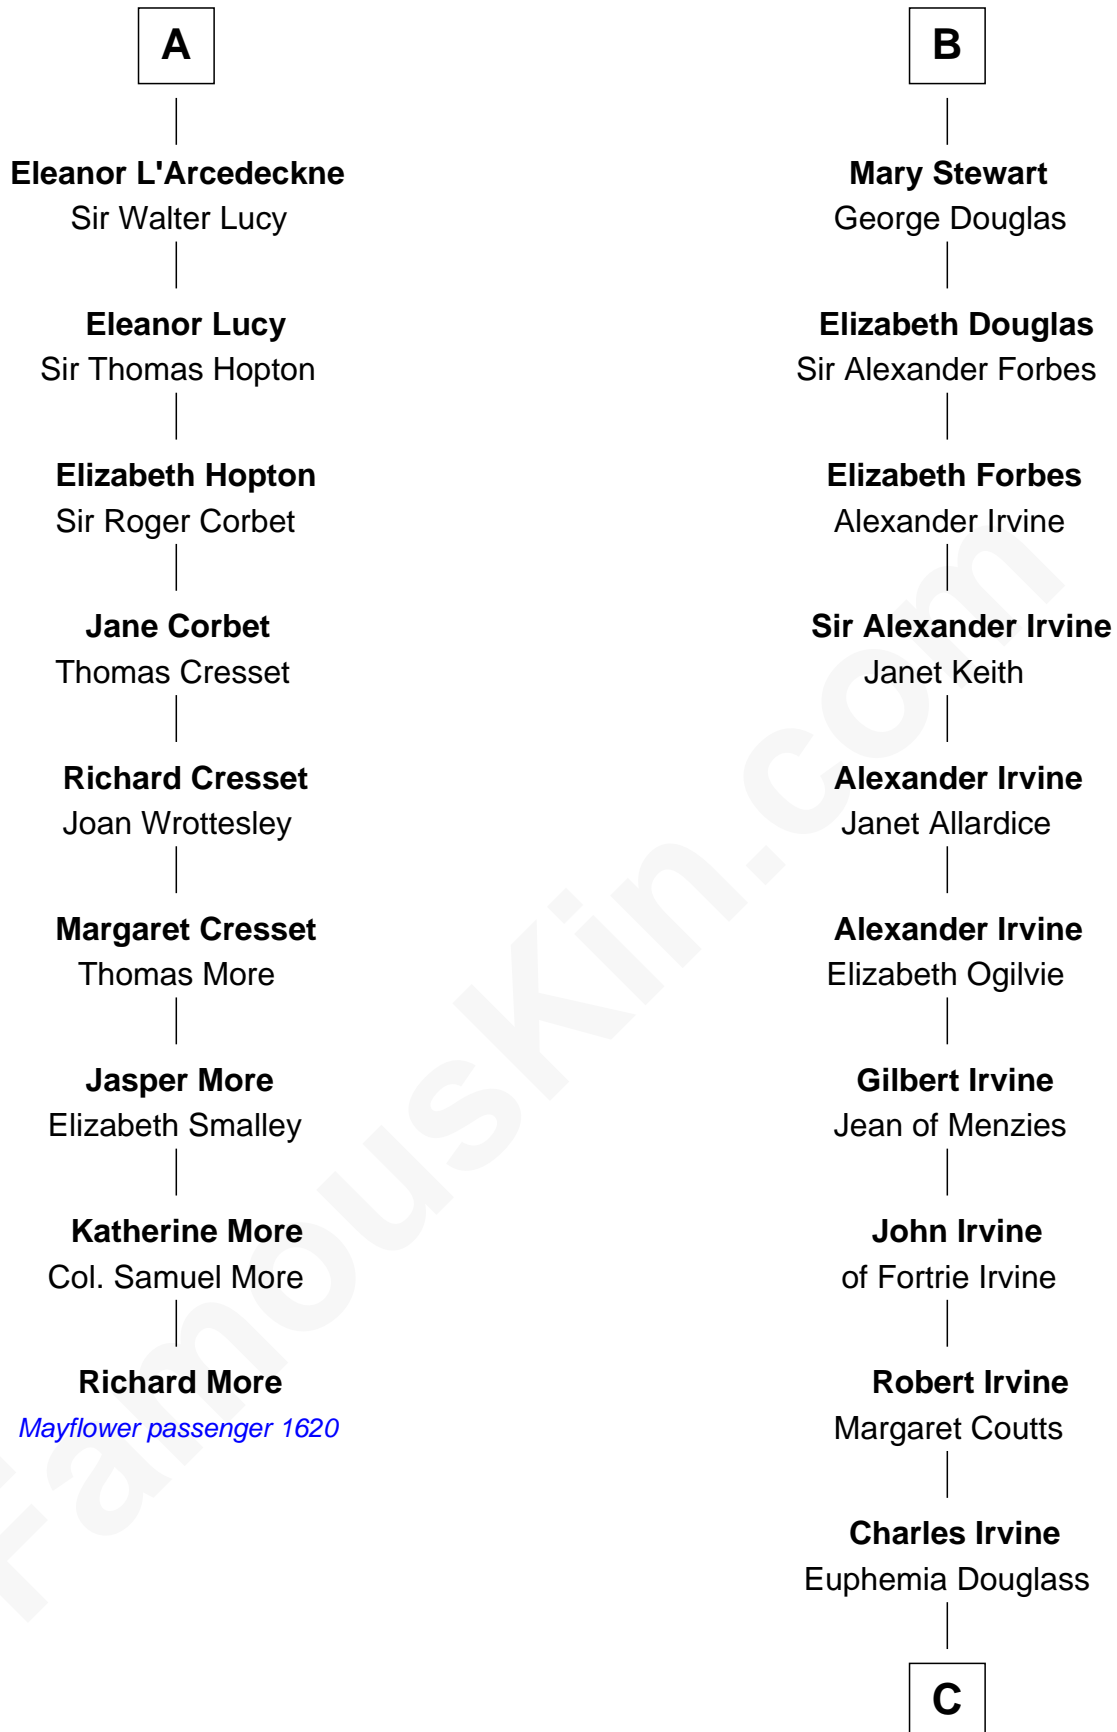 A
Eleanor L'Arcedeckne
Sir Walter Lucy
Eleanor Lucy
Sir Thomas Hopton
Elizabeth Hopton
Sir Roger Corbet
Jane Corbet
Thomas Cresset
Richard Cresset
Joan Wrottesley
Margaret Cresset
Thomas More
Jasper More
Elizabeth Smalley
Katherine More
Col. Samuel More
Richard More
Mayflower passenger 1620
B
Mary Stewart
George Douglas
Elizabeth Douglas
Sir Alexander Forbes
Elizabeth Forbes
Alexander Irvine
Sir Alexander Irvine
Janet Keith
Alexander Irvine
Janet Allardice
Alexander Irvine
Elizabeth Ogilvie
Gilbert Irvine
Jean of Menzies
John Irvine
of Fortrie Irvine
Robert Irvine
Margaret Coutts
Charles Irvine
Euphemia Douglass
C
FamousKin.com